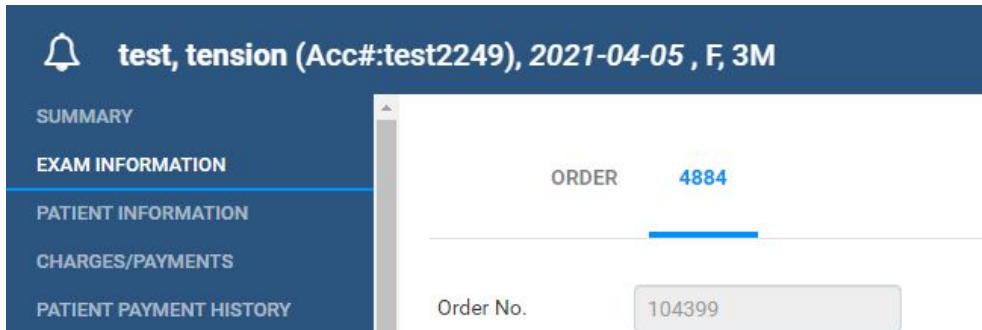 test, tension (Acc#:test2249), 2021-04-05 , F, 3M
SUMMARY
EXAM INFORMATION
PATIENT INFORMATION
CHARGES/PAYMENTS
PATIENT PAYMENT HISTORY
ORDER 4884
Order No. 104399